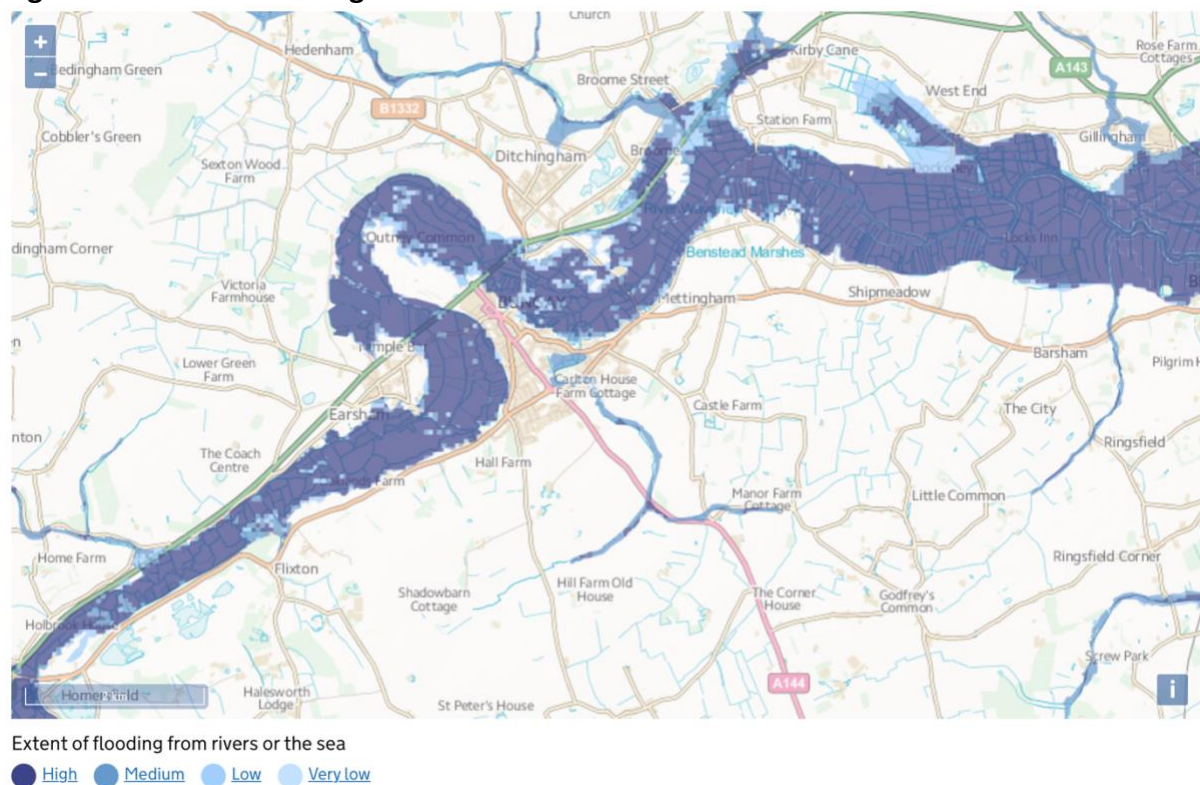 +
Church
Hedenham
Kirby Cane
Rose Farm
Cottages
−
Bedingham Green
Broome Street
A143
B1332
West End
Cobbler's Green
Station Farm
Gillingham
Ditchingham
Sexton Wood
Farm
Outney Common
dingham Corner
Benstead Marshes
Locks Inn
Victoria
Farmhouse
Mettingham
Shipmeadow
Barsham
Lower Green
Farm
Pilgrim H
Carlton House
Farm Cottage
Castle Farm
The City
Earsham
nton
Ringsfield
The Coach
Centre
Hall Farm
Little Common
Manor Farm
Cottage
Home Farm
Ringsfield Corner
Flixton
Shadowbarn
Cottage
Hill Farm Old
House
The Corner
House
Godfrey's
Common
Screw Park
A144
i
Halesworth
Lodge
St Peter's House
Extent of flooding from rivers or the sea
High Medium Low Very low